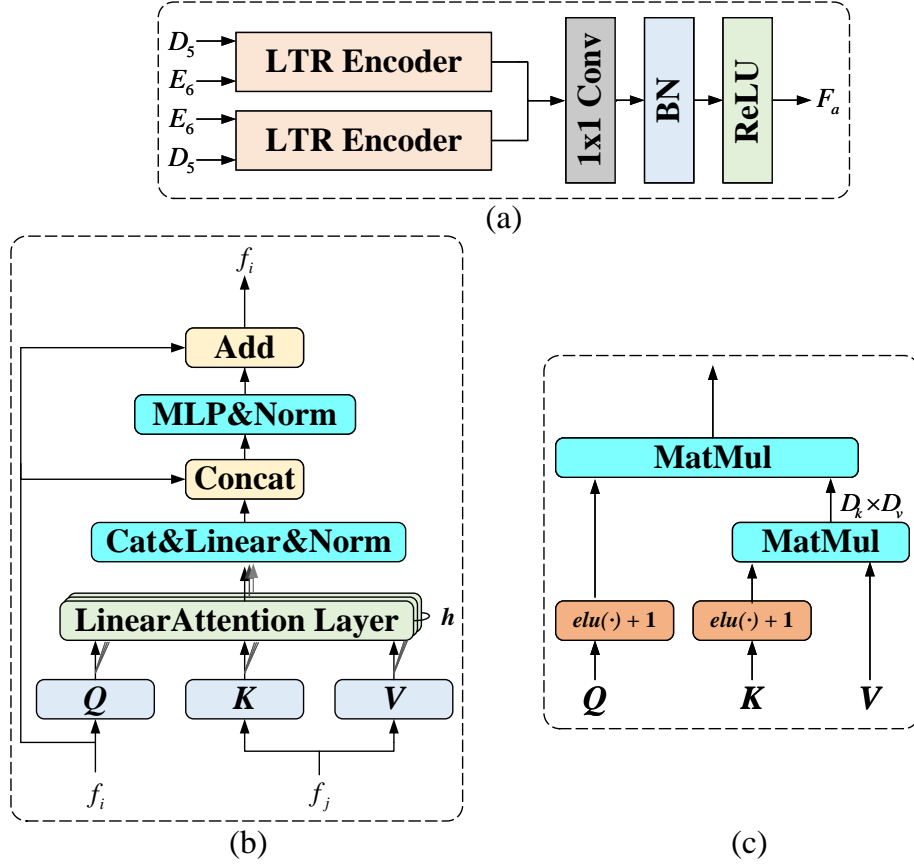 D5
E6
E6
D5
LTR Encoder
LTR Encoder
1x1 Conv
BN
ReLU
Fa
(a)
fi
Add
MLP&Norm
Concat
Cat&Linear&Norm
LinearAttention Layer
h
Q K V
fi fj
(b)
MatMul
Dk×Dv
MatMul
elu(·) + 1 elu(·) + 1
Q K V
(c)